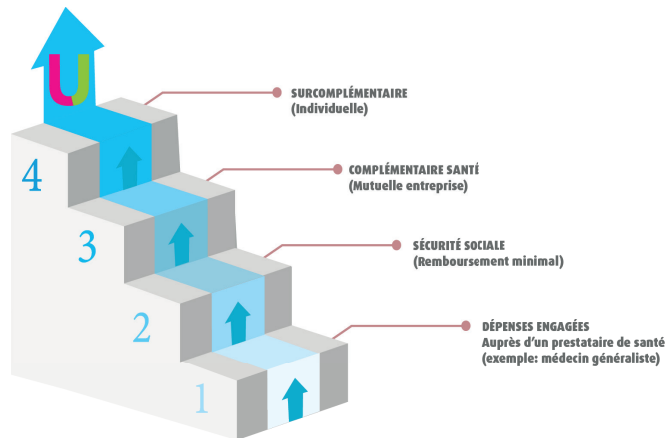 U
SURCOMPLÉMENTAIRE
(Individuelle)
4
COMPLÉMENTAIRE SANTÉ
(Mutuelle entreprise)
3
SÉCURITÉ SOCIALE
(Remboursement minimal)
2
DÉPENSES ENGAGÉES
Auprès d'un prestataire de santé
(exemple: médecin généraliste)
1